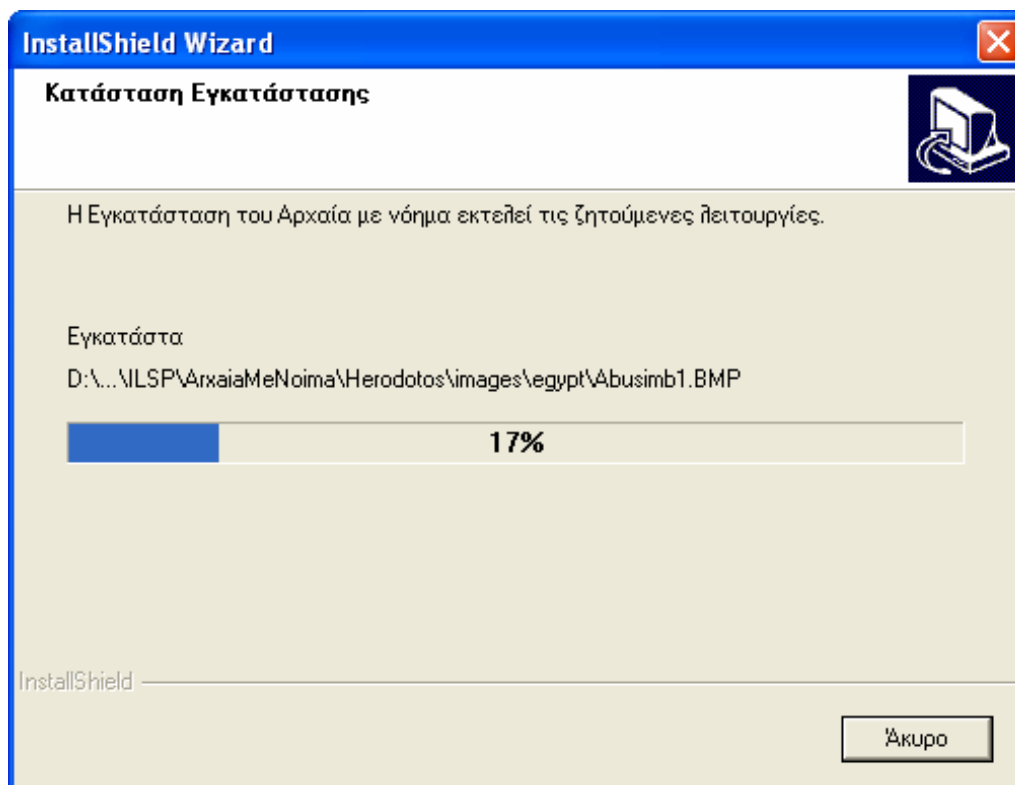 InstallShield Wizard
Κατάσταση Εγκατάστασης
Η Εγκατάσταση του Αρχαία με νόημα εκτελεί τις ζητούμενες λειτουργίες.
Εγκατάστα
D:\...\ILSP\ArxaiaMeNoima\Herodotos\images\egypt\Abusimb1.BMP
17%
InstallShield
Άκυρο